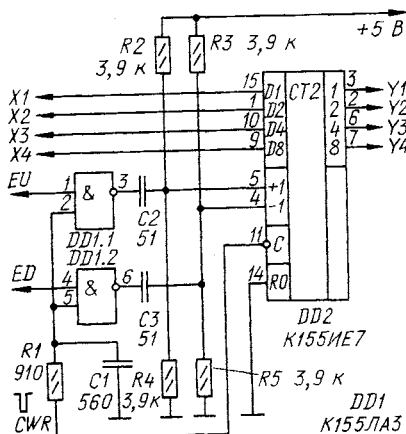 R2 R3 3,9 к +5 В
3,9 к
X1 15 D1 CT2 1 3 Y1
X2 1 D2 2 2 Y2
X3 10 D4 4 6 Y3
X4 9 D8 8 7 Y4
EU 1 & 3 5 +1
2 C2 4 -1
51
DD1.1 11 C
DD1.2
ED 4 & 6 14 R0
5 C3
51 DD2
К155ИЕ7
R1
910 C1 R4 R5 3,9 к
560 3,9к DD1
CWR К155ЛА3